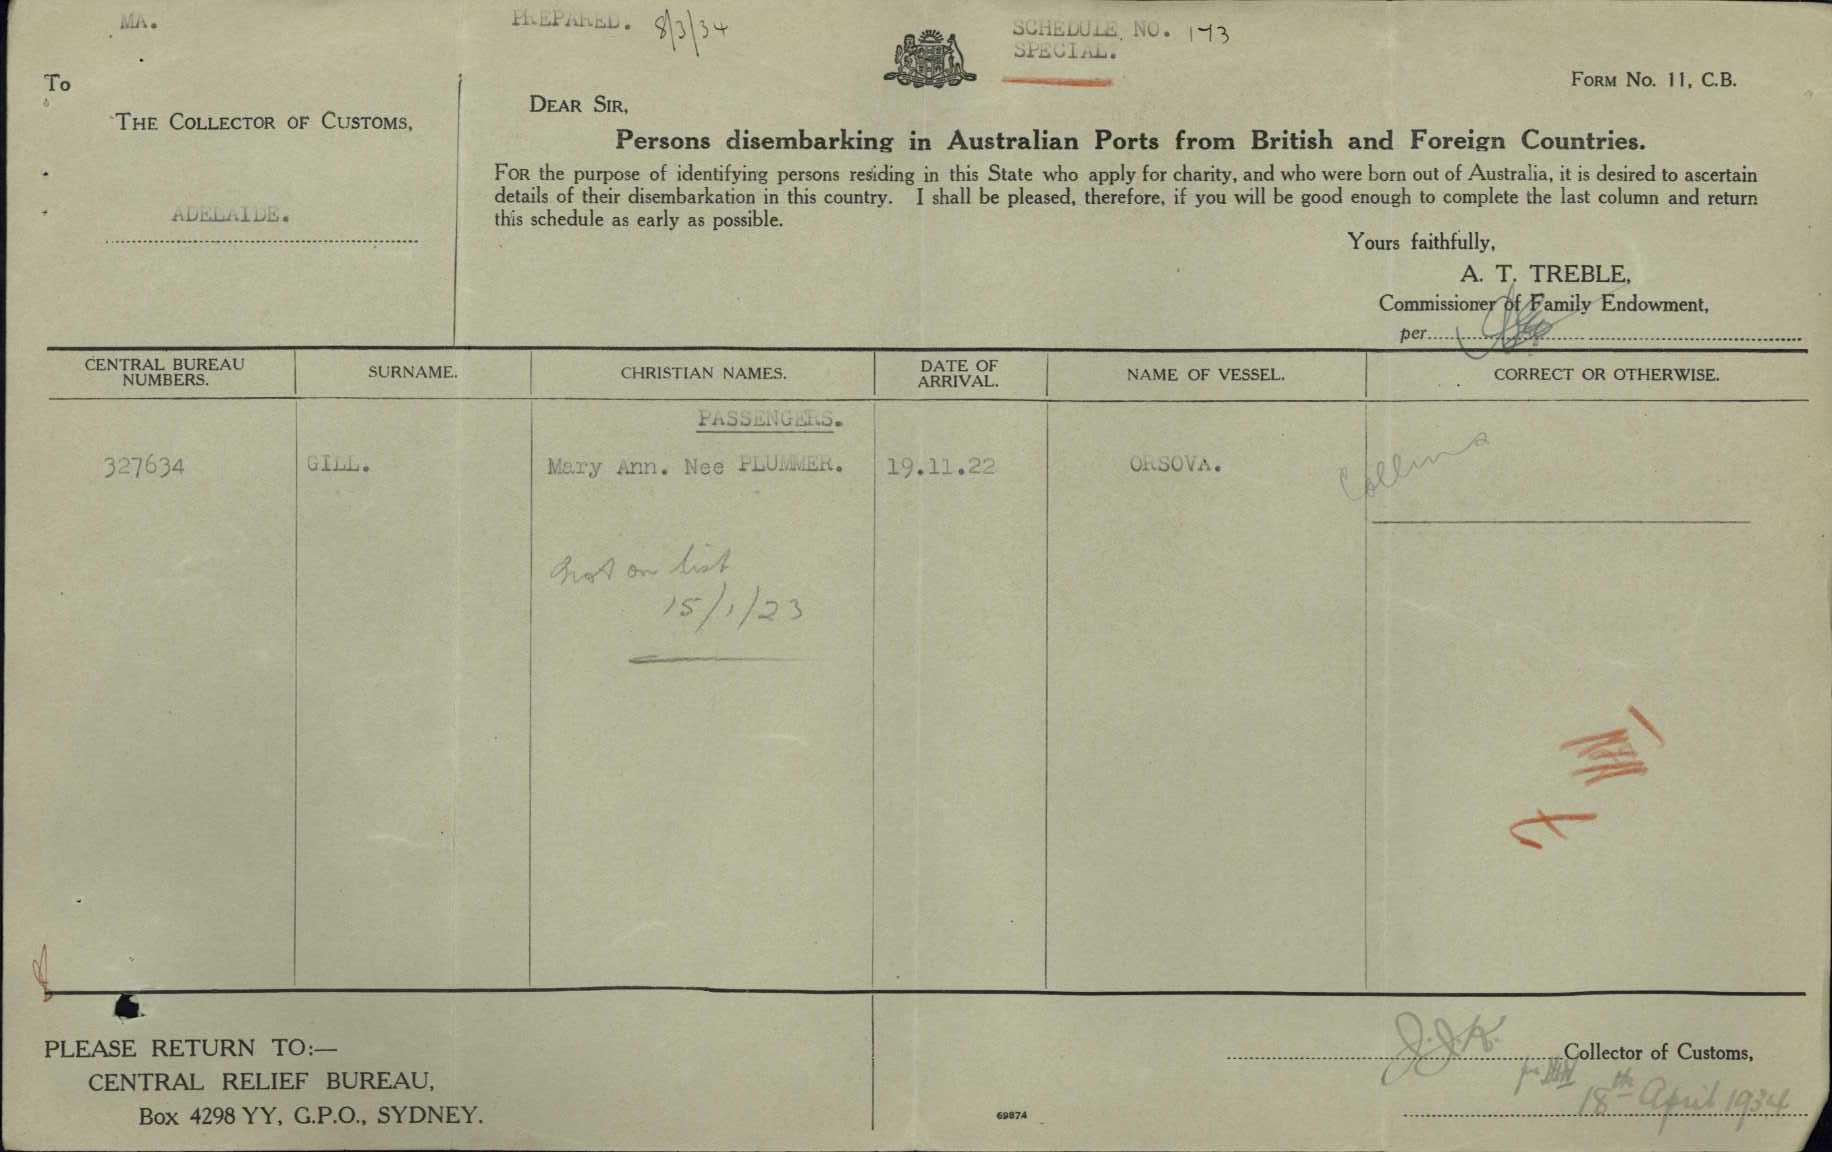 MA.
PREPARED. 8/3/34
SCHEDULE NO. 173
SPECIAL.
FORM No. 11, C.B.
To
THE COLLECTOR OF CUSTOMS,
ADELAIDE.
DEAR SIR,
Persons disembarking in Australian Ports from British and Foreign Countries.
FOR the purpose of identifying persons residing in this State who apply for charity, and who were born out of Australia, it is desired to ascertain
details of their disembarkation in this country. I shall be pleased, therefore, if you will be good enough to complete the last column and return
this schedule as early as possible.
Yours faithfully,
A. T. TREBLE,
Commissioner of Family Endowment,
per
CENTRAL BUREAU NUMBERS. SURNAME. CHRISTIAN NAMES. DATE OF ARRIVAL. NAME OF VESSEL. CORRECT OR OTHERWISE.
PASSENGERS.
327634 GILL. Mary Ann. Nee PLUMMER. 19.11.22 ORSOVA. Collins
not on list
15/1/23
PLEASE RETURN TO:—
CENTRAL RELIEF BUREAU,
Box 4298 YY, G.P.O., SYDNEY.
69874
J.J.K. Collector of Customs,
18th April 1934